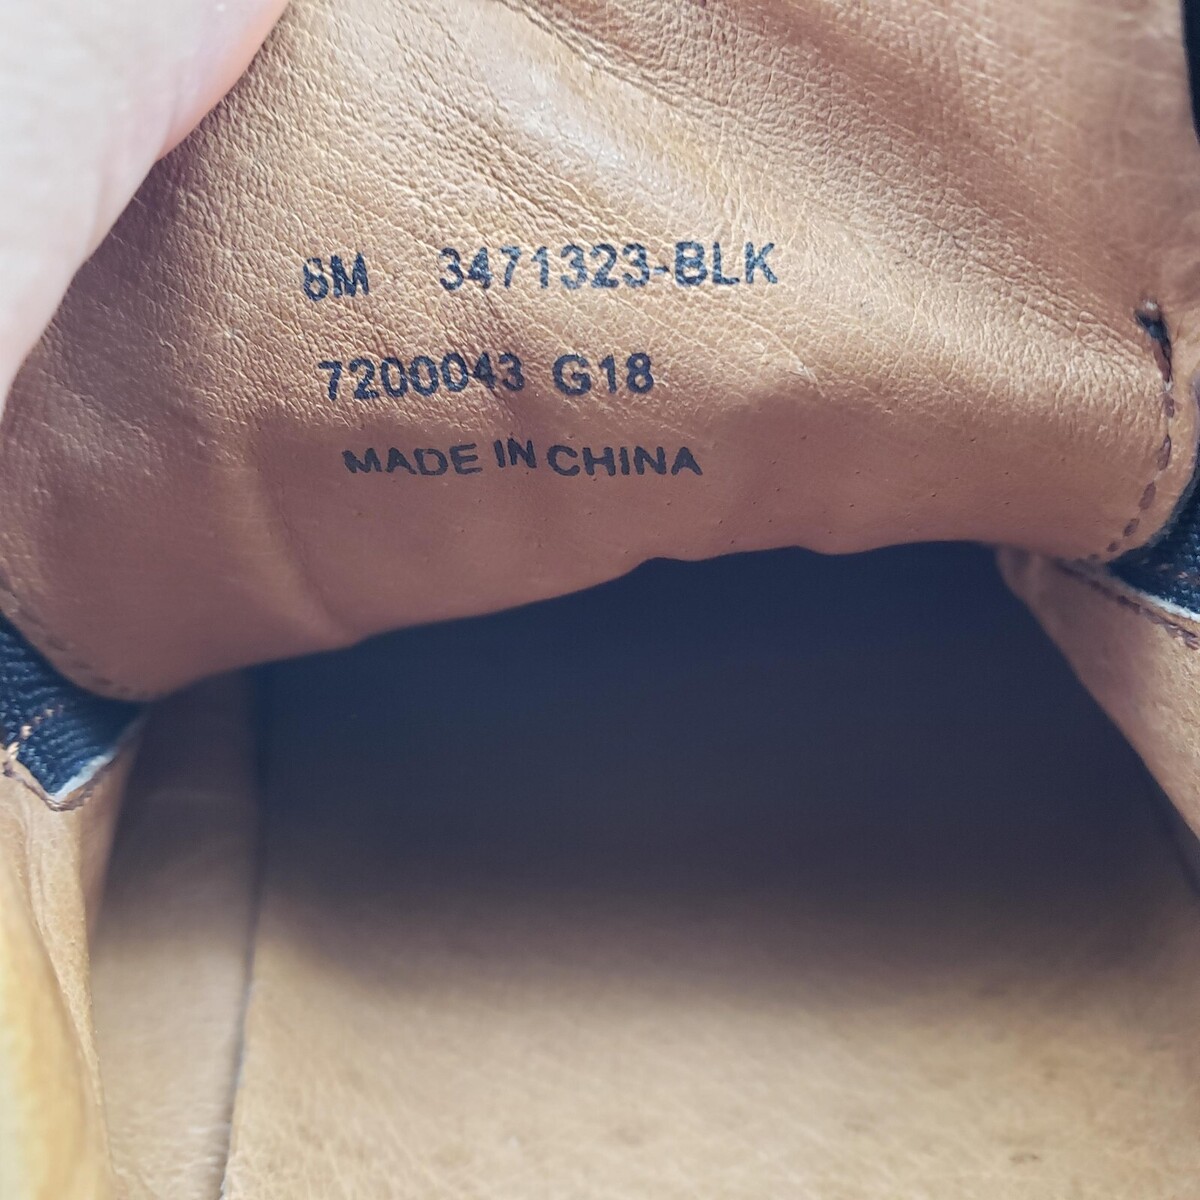 8M 3471323-BLK
7200043 G18
MADE IN CHINA